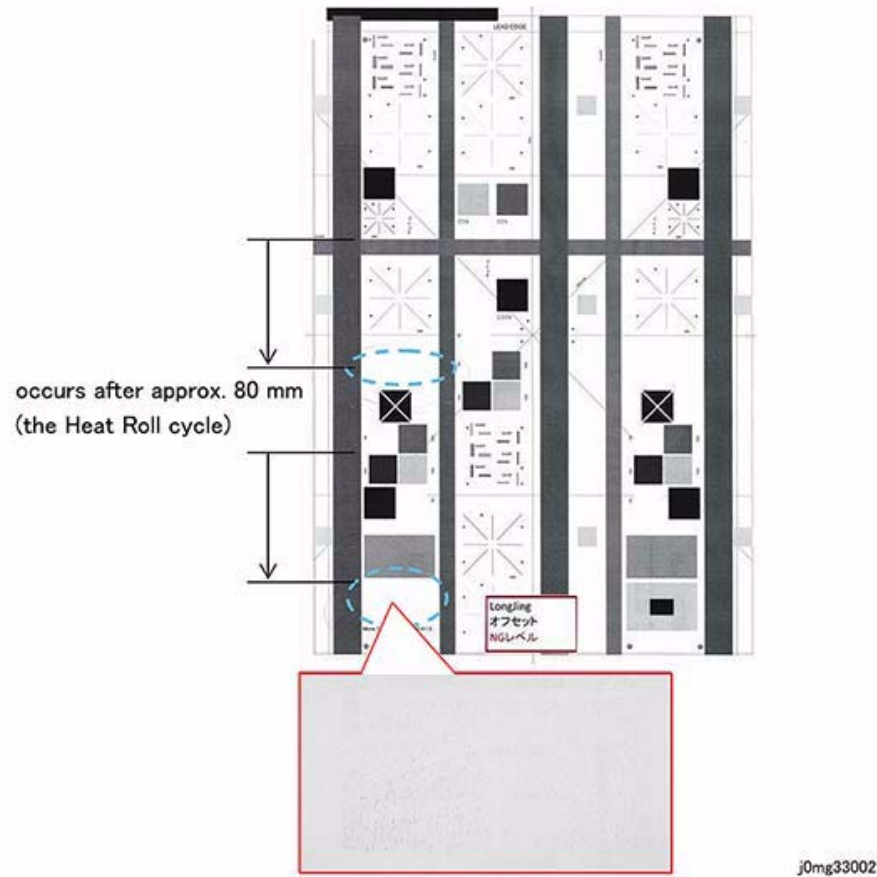 LEAD EDGE
occurs after approx. 80 mm
(the Heat Roll cycle)
LongJing
オフセット
NGレベル
j0mg33002